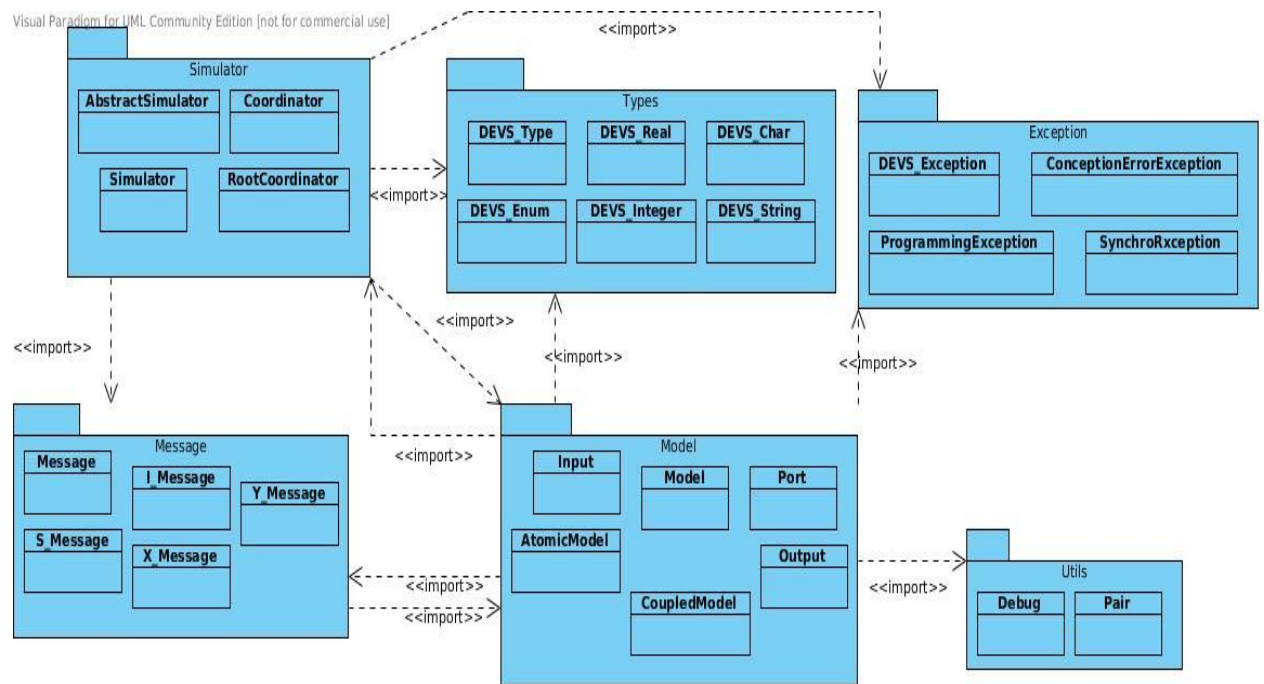 Visual Paradigm for UML Community Edition [not for commercial use]
<<import>>
Simulator
AbstractSimulator
Coordinator
Simulator
RootCoordinator
Types
DEVS_Type
DEVS_Real
DEVS_Char
DEVS_Enum
DEVS_Integer
DEVS_String
Exception
DEVS_Exception
ConceptionErrorException
ProgrammingException
SynchroRxception
<<import>>
<<import>>
<<import>>
<<import>>
<<import>>
<<import>>
Message
Message
I_Message
Y_Message
S_Message
X_Message
<<import>>
<<import>>
Model
Input
Model
Port
AtomicModel
Output
CoupledModel
<<import>>
Utils
Debug
Pair